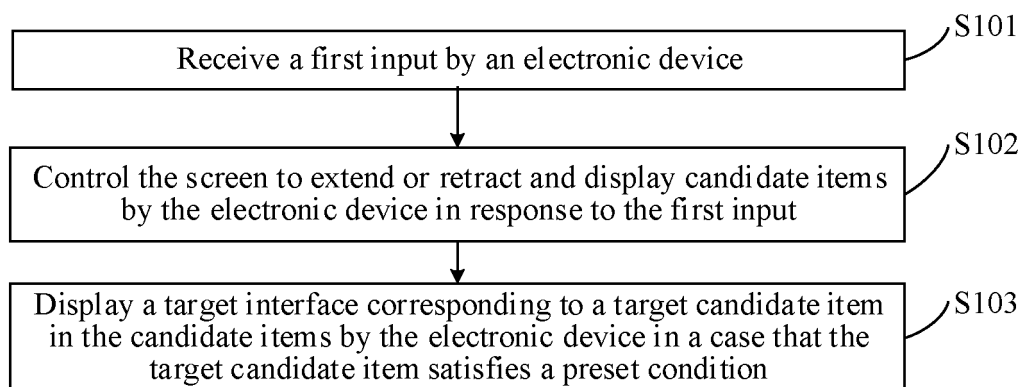 S101
Receive a first input by an electronic device
S102
Control the screen to extend or retract and display candidate items
by the electronic device in response to the first input
S103
Display a target interface corresponding to a target candidate item
in the candidate items by the electronic device in a case that the
target candidate item satisfies a preset condition